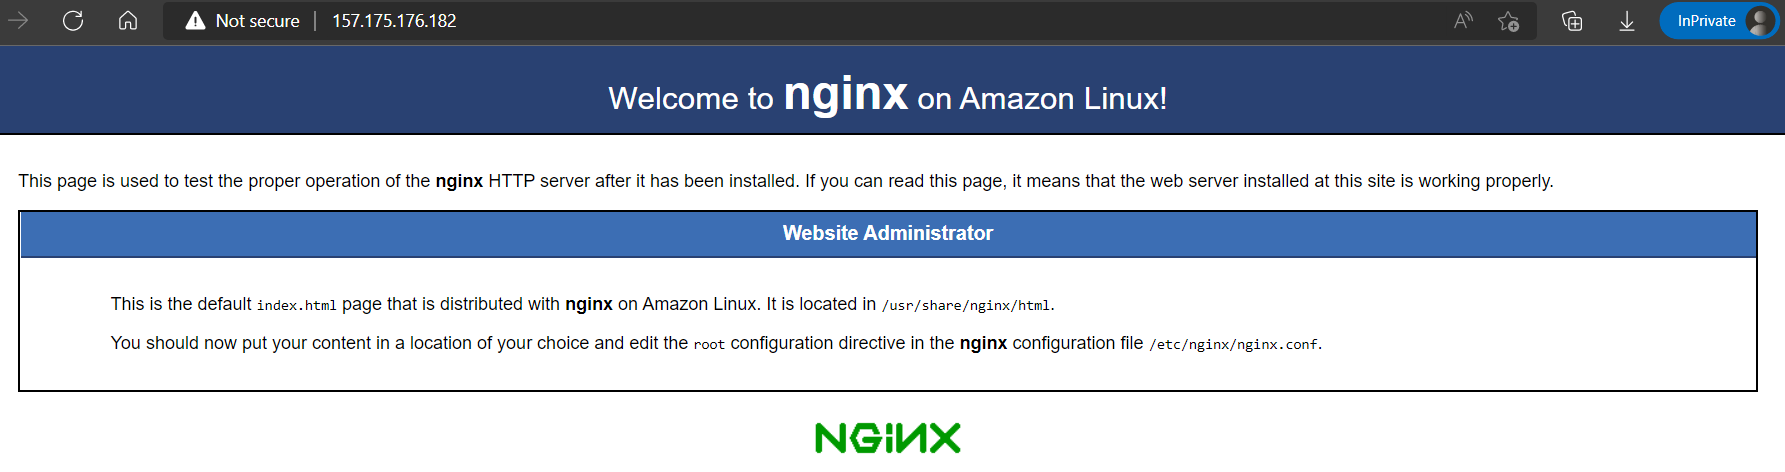 Not secure | 157.175.176.182 InPrivate
Welcome to nginx on Amazon Linux!
This page is used to test the proper operation of the nginx HTTP server after it has been installed. If you can read this page, it means that the web server installed at this site is working properly.
Website Administrator
This is the default index.html page that is distributed with nginx on Amazon Linux. It is located in /usr/share/nginx/html.
You should now put your content in a location of your choice and edit the root configuration directive in the nginx configuration file /etc/nginx/nginx.conf.
NGiNX